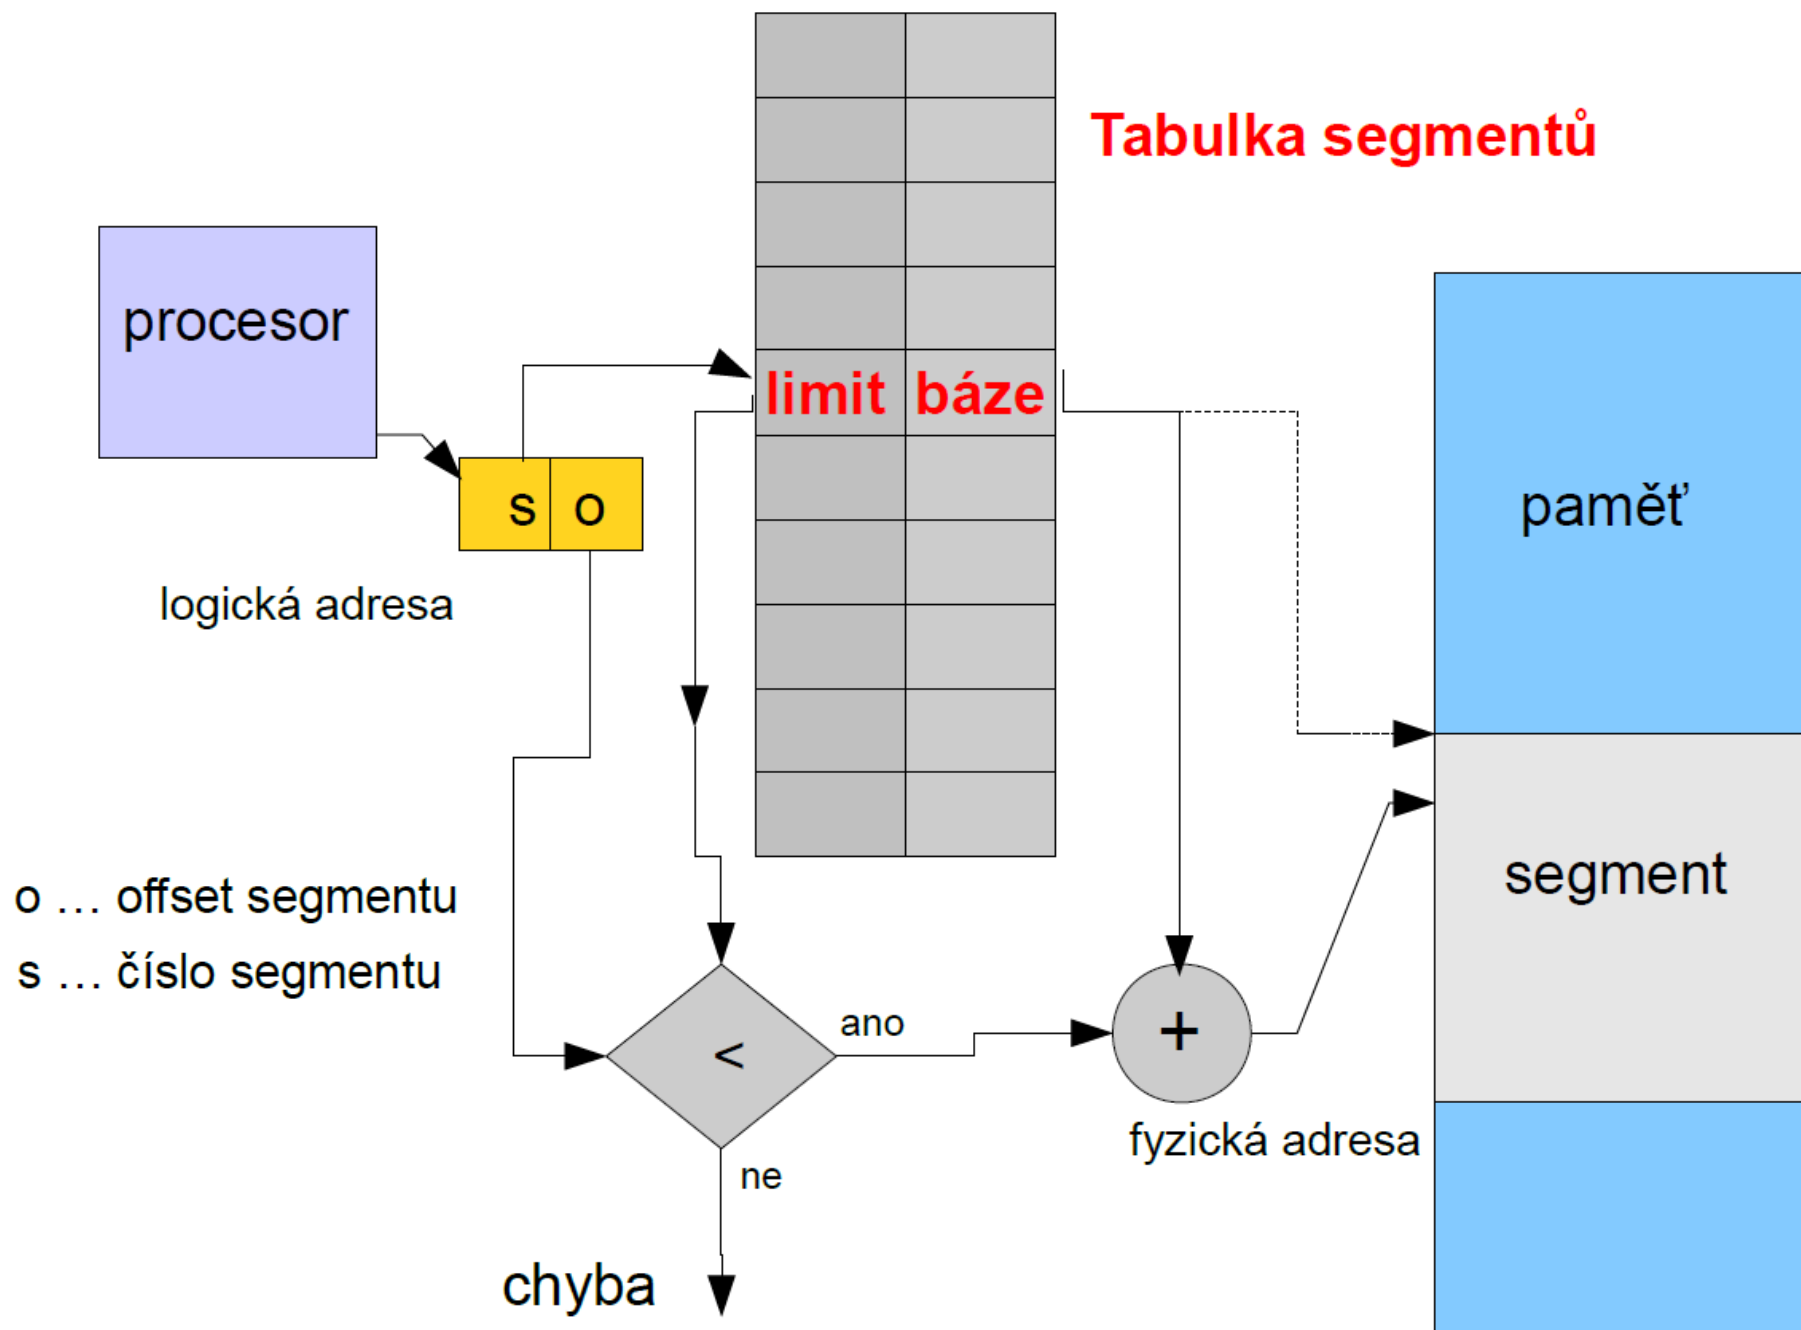 Tabulka segmentů
procesor
limit báze
s o
paměť
logická adresa
o … offset segmentu
s … číslo segmentu
segment
ano
<
+
fyzická adresa
ne
chyba